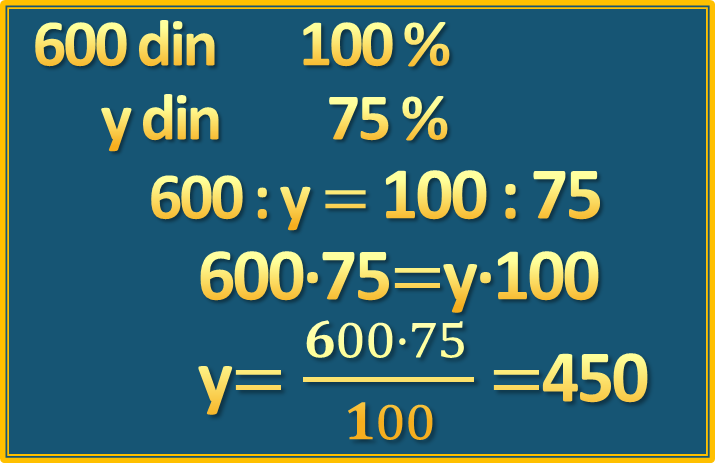 600 din 100 %
y din 75 %
600 : y = 100 : 75
600·75=y·100
y= 600·75 / 100 =450